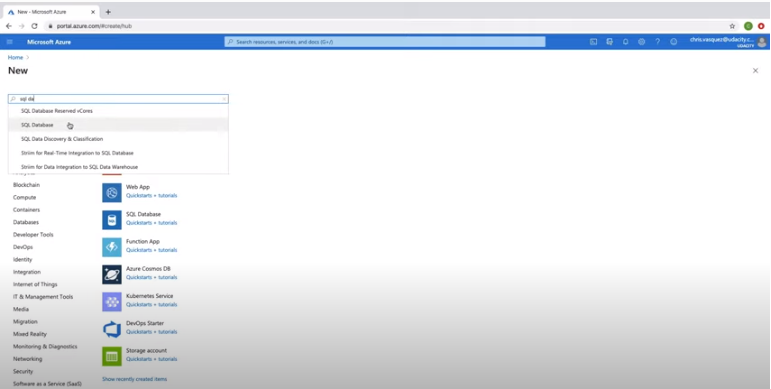 New - Microsoft Azure
portal.azure.com/#create/hub
Microsoft Azure
Search resources, services, and docs (G+/)
chris.vasquez@udacity.c...
UDACITY
Home
New
sql da
SQL Database Reserved vCores
SQL Database
SQL Data Discovery & Classification
Striim for Real-Time Integration to SQL Database
Striim for Data Integration to SQL Data Warehouse
Blockchain
Compute
Containers
Databases
Developer Tools
DevOps
Identity
Integration
Internet of Things
IT & Management Tools
Media
Migration
Mixed Reality
Monitoring & Diagnostics
Networking
Security
Software as a Service (SaaS)
Web App
Quickstarts + tutorials
SQL Database
Quickstarts + tutorials
Function App
Quickstarts + tutorials
Azure Cosmos DB
Quickstarts + tutorials
Kubernetes Service
Quickstarts + tutorials
DevOps Starter
Quickstarts + tutorials
Storage account
Quickstarts + tutorials
Show recently created items